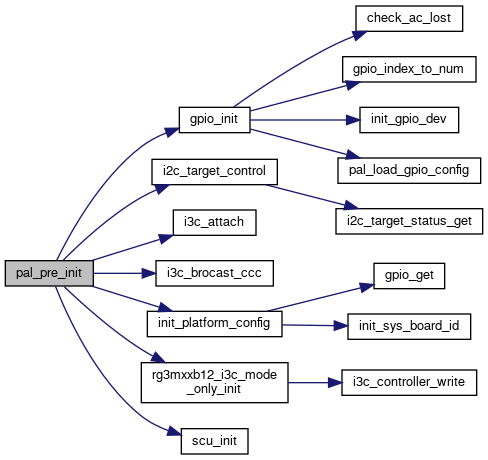 pal_pre_init
gpio_init
check_ac_lost
gpio_index_to_num
init_gpio_dev
pal_load_gpio_config
i2c_target_control
i2c_target_status_get
i3c_attach
i3c_brocast_ccc
init_platform_config
gpio_get
init_sys_board_id
rg3mxxb12_i3c_mode
_only_init
i3c_controller_write
scu_init